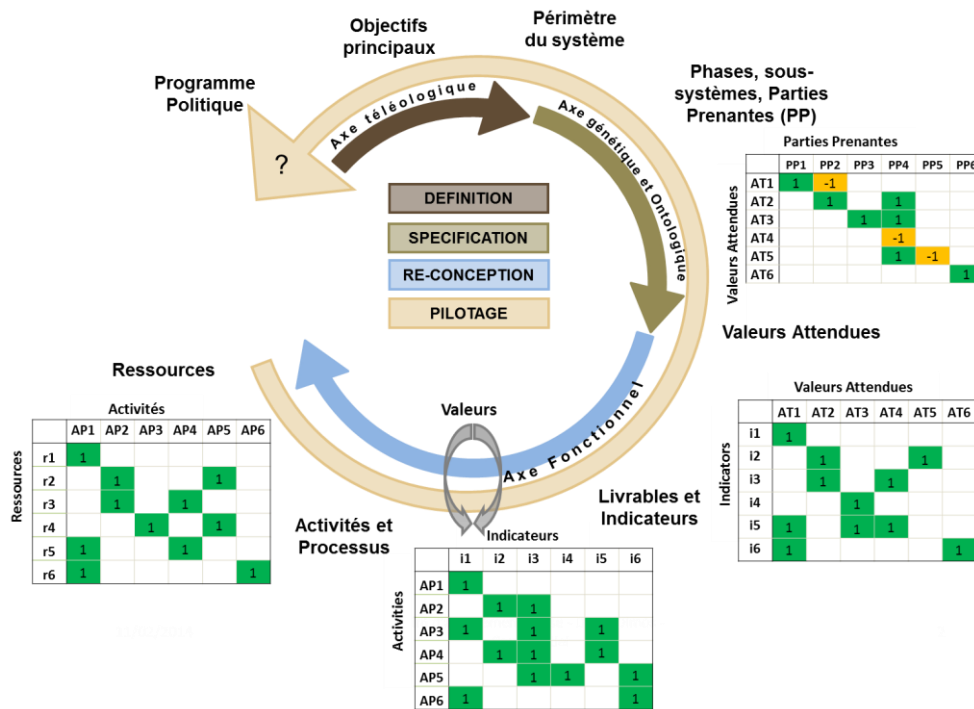 Objectifs
principaux
Périmètre
du système
Programme
Politique
Phases, sous-
systèmes, Parties
Prenantes (PP)
?
Axe téléologique
Axe génétique et Ontologique
DEFINITION
SPECIFICATION
RE-CONCEPTION
PILOTAGE
Parties Prenantes
PP1 PP2 PP3 PP4 PP5 PP6
Valeurs Attendues
AT1 1 -1
AT2 1 1
AT3 1 1
AT4 -1
AT5 1 -1
AT6 1
Valeurs Attendues
Valeurs Attendues
AT1 AT2 AT3 AT4 AT5 AT6
Indicators
i1 1
i2 1 1
i3 1 1
i4 1
i5 1 1 1
i6 1 1
Ressources
Activités
AP1 AP2 AP3 AP4 AP5 AP6
Ressources
r1 1
r2 1 1
r3 1 1
r4 1 1
r5 1 1
r6 1 1
Valeurs
Axe Fonctionnel
Livrables et
Indicateurs
Activités et
Processus
Indicateurs
i1 i2 i3 i4 i5 i6
Activities
AP1 1
AP2 1 1
AP3 1 1 1
AP4 1 1 1
AP5 1 1 1
AP6 1 1